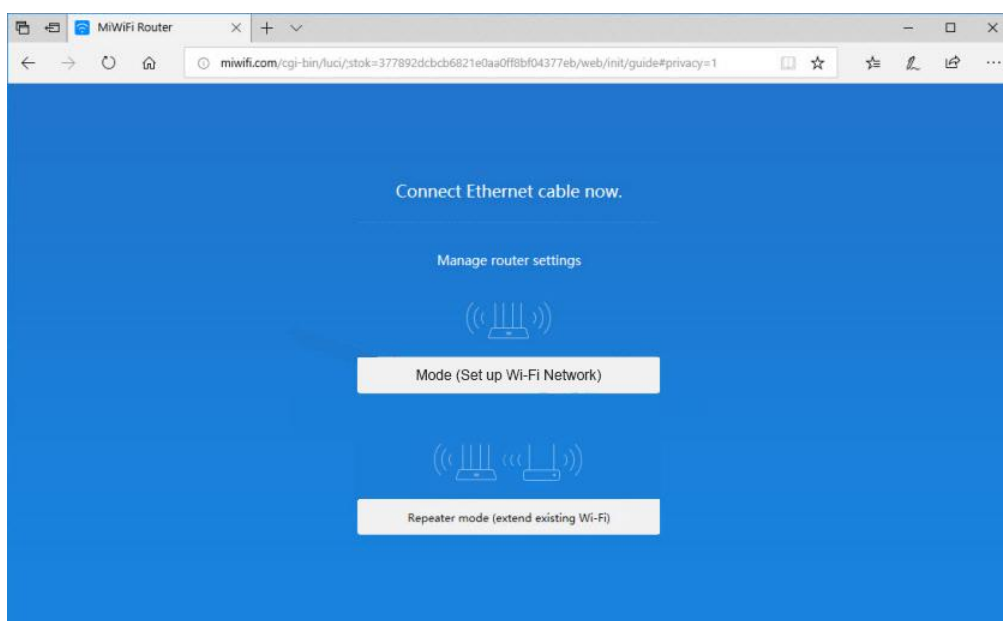 MiWiFi Router
miwifi.com/cgi-bin/luci/;stok=377892dcbcb6821e0aa0ff8bf04377eb/web/init/guide#privacy=1
Connect Ethernet cable now.
Manage router settings
Mode (Set up Wi-Fi Network)
Repeater mode (extend existing Wi-Fi)